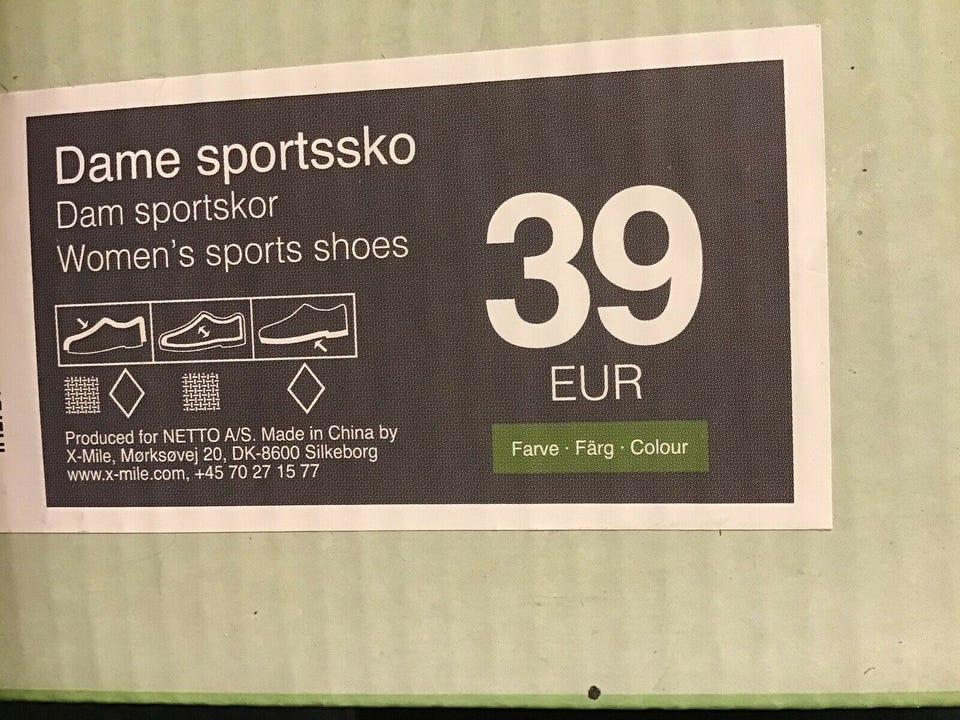 Dame sportssko
Dam sportskor
Women's sports shoes
39
EUR
Farve · Färg · Colour
Produced for NETTO A/S. Made in China by
X-Mile, Mørksøvej 20, DK-8600 Silkeborg
www.x-mile.com, +45 70 27 15 77